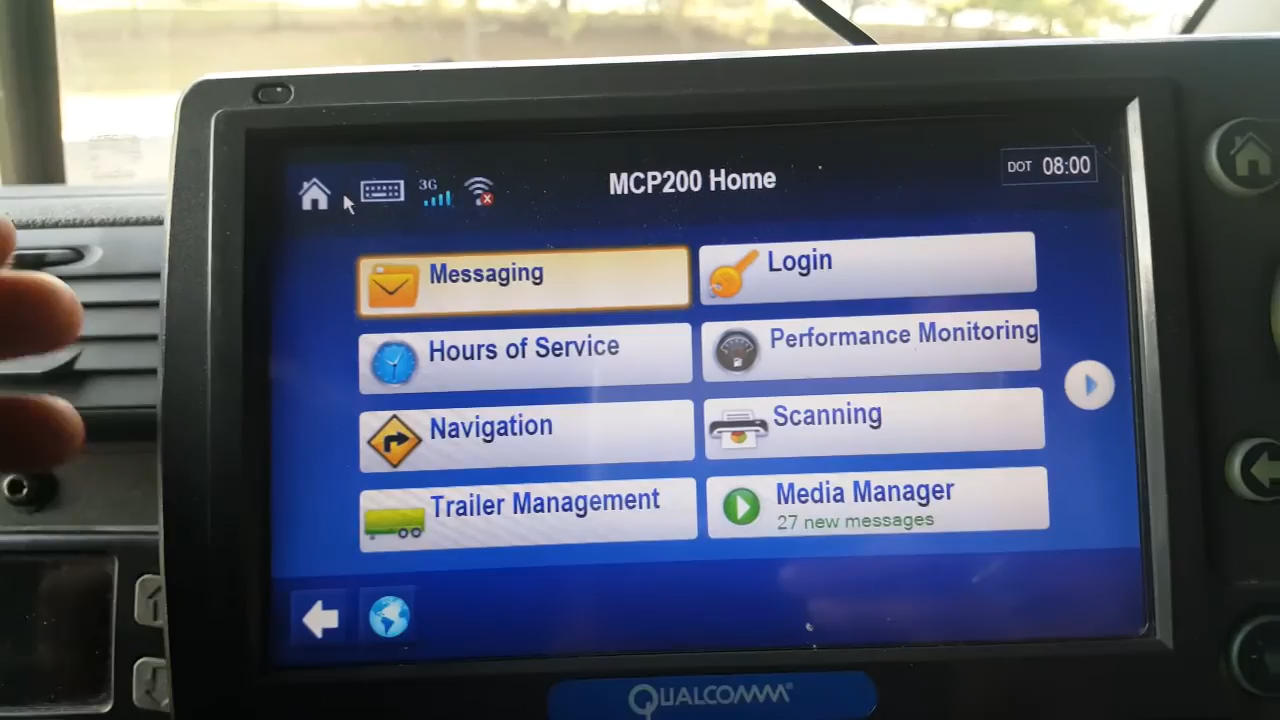 3G
MCP200 Home
DOT 08:00
Messaging
Login
Hours of Service
Performance Monitoring
Navigation
Scanning
Trailer Management
Media Manager
27 new messages
QUALCOMM